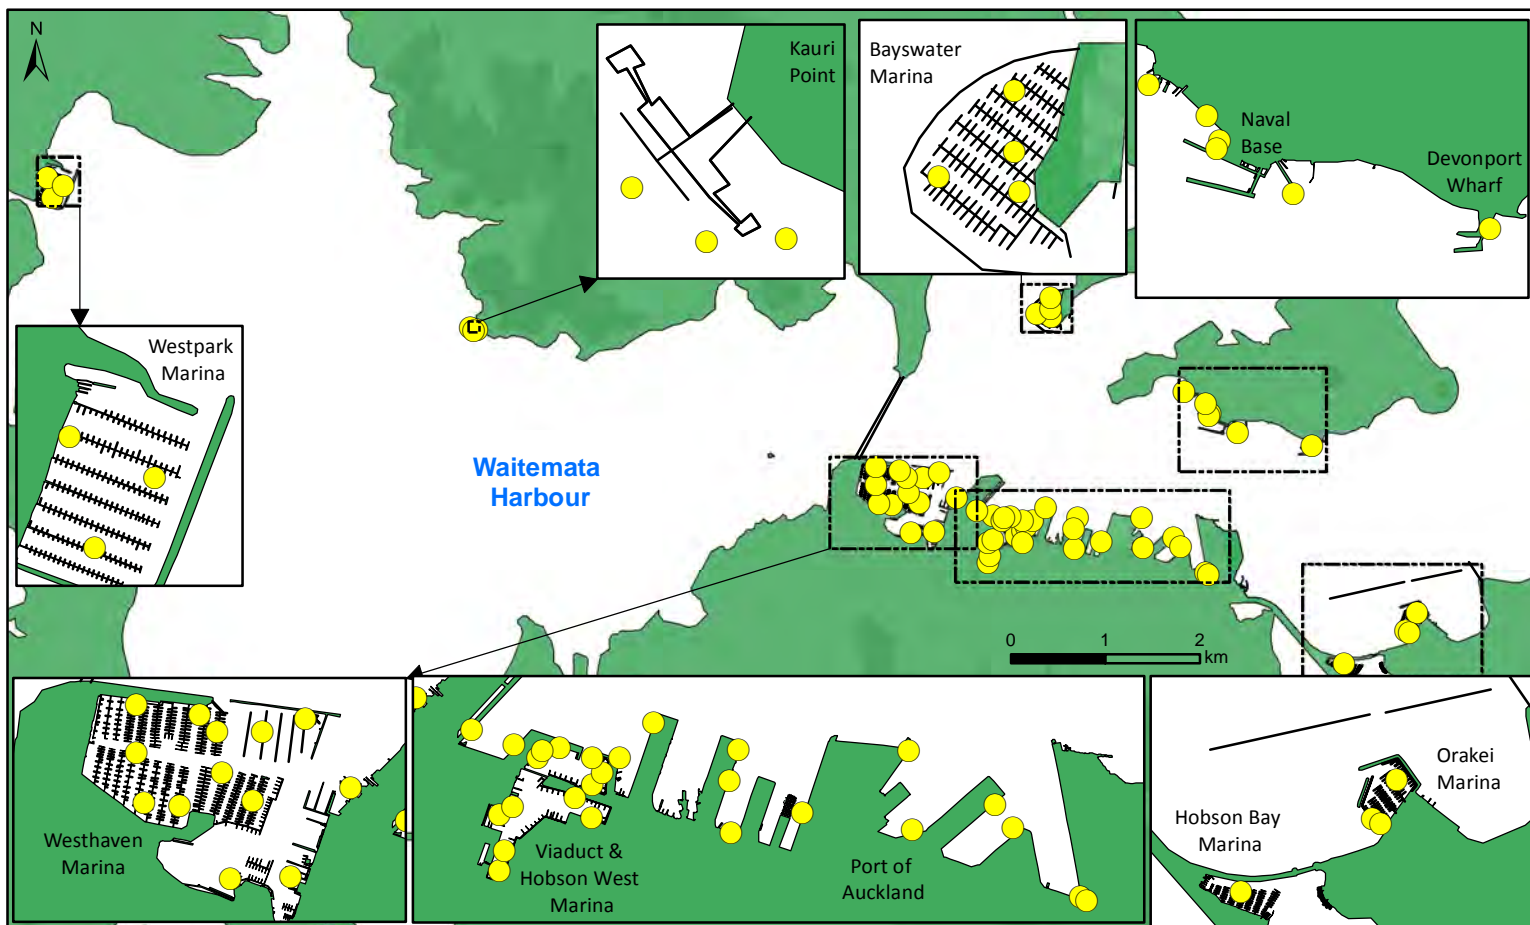 N
Kauri
Point
Bayswater
Marina
Naval
Base
Devonport
Wharf
Westpark
Marina
Waitemata
Harbour
0 1 2
km
Westhaven
Marina
Viaduct &
Hobson West
Marina
Port of
Auckland
Hobson Bay
Marina
Orakei
Marina